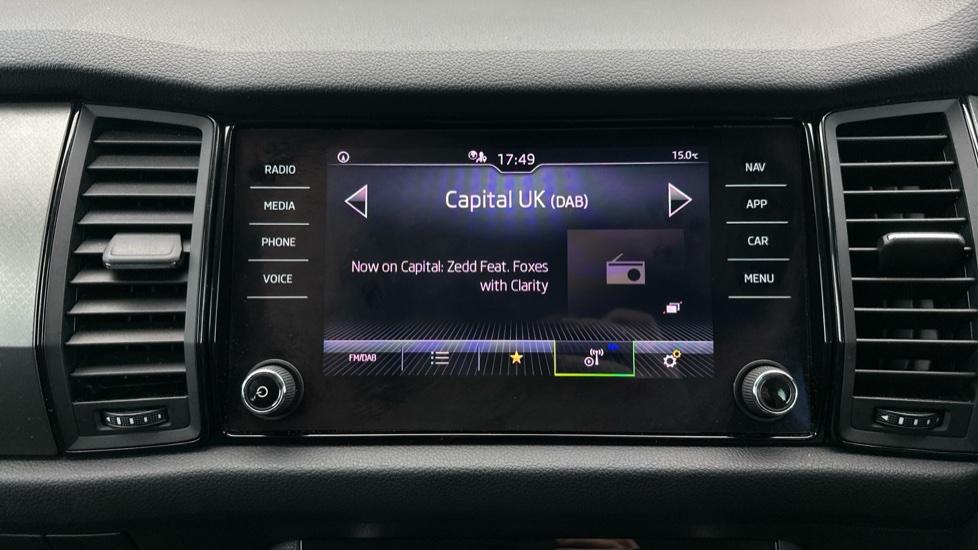 RADIO
MEDIA
PHONE
VOICE
17:49
15.0°C
Capital UK (DAB)
Now on Capital: Zedd Feat. Foxes
with Clarity
FM/DAB
NAV
APP
CAR
MENU